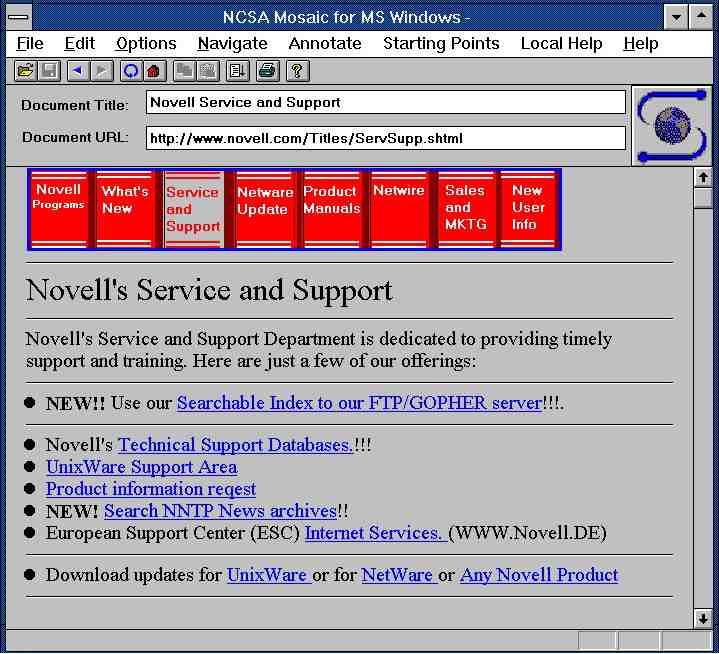 NCSA Mosaic for MS Windows -
File Edit Options Navigate Annotate Starting Points Local Help Help
?
Document Title: Novell Service and Support
Document URL: http://www.novell.com/Titles/ServSupp.shtml
Novell Programs
What's New
Service and Support
Netware Update
Product Manuals
Netwire
Sales and MKTG
New User Info
Novell's Service and Support
Novell's Service and Support Department is dedicated to providing timely
support and training. Here are just a few of our offerings:
● NEW!! Use our Searchable Index to our FTP/GOPHER server!!!.
● Novell's Technical Support Databases.!!!
● UnixWare Support Area
● Product information reqest
● NEW! Search NNTP News archives!!
● European Support Center (ESC) Internet Services. (WWW.Novell.DE)
● Download updates for UnixWare or for NetWare or Any Novell Product